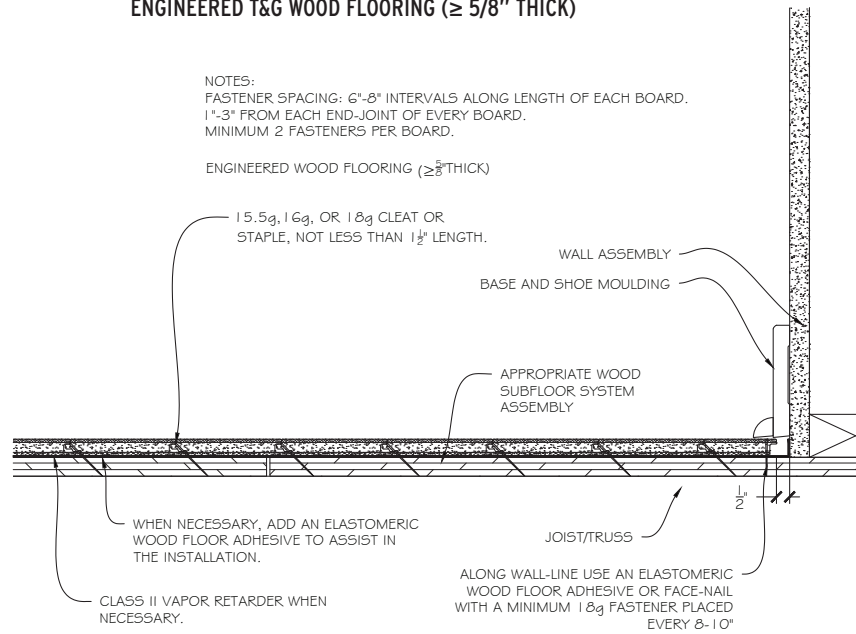 ENGINEERED T&G WOOD FLOORING (≥ 5/8″ THICK)
NOTES:
FASTENER SPACING: 6"-8" INTERVALS ALONG LENGTH OF EACH BOARD.
1"-3" FROM EACH END-JOINT OF EVERY BOARD.
MINIMUM 2 FASTENERS PER BOARD.
ENGINEERED WOOD FLOORING (≥5/8"THICK)
15.5g,16g, OR 18g CLEAT OR
STAPLE, NOT LESS THAN 1 1/2" LENGTH.
WALL ASSEMBLY
BASE AND SHOE MOULDING
APPROPRIATE WOOD
SUBFLOOR SYSTEM
ASSEMBLY
1/2"
WHEN NECESSARY, ADD AN ELASTOMERIC
WOOD FLOOR ADHESIVE TO ASSIST IN
THE INSTALLATION.
JOIST/TRUSS
CLASS II VAPOR RETARDER WHEN
NECESSARY.
ALONG WALL-LINE USE AN ELASTOMERIC
WOOD FLOOR ADHESIVE OR FACE-NAIL
WITH A MINIMUM 18g FASTENER PLACED
EVERY 8-10"